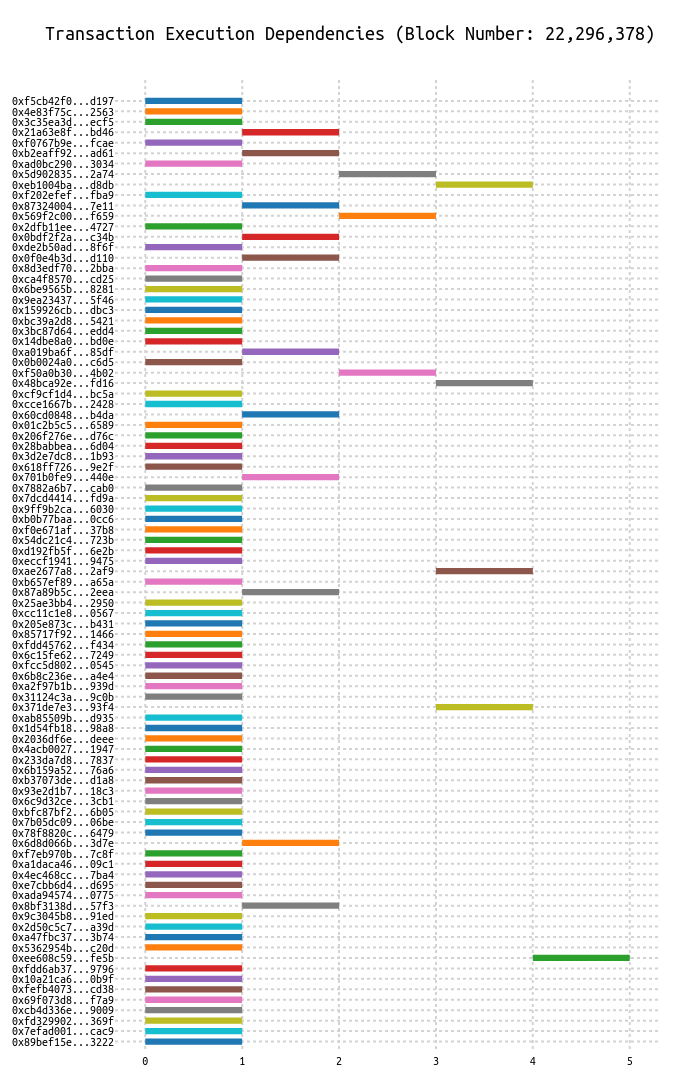 Transaction Execution Dependencies (Block Number: 22,296,378)
0xf5cb42f0...d197
0x4e83f75c...2563
0x3c35ea3d...ecf5
0x21a63e8f...bd46
0xf0767b9e...fcae
0xb2eaff92...ad61
0xad0bc290...3034
0x5d902835...2a74
0xeb1004ba...d8db
0xf202efef...fba9
0x87324004...7e11
0x569f2c00...f659
0x2dfb11ee...4727
0x0bdf2f2a...c34b
0xde2b50ad...8f6f
0x0f0e4b3d...d110
0x8d3edf70...2bba
0xca4f8570...cd25
0x6be9565b...8281
0x9ea23437...5f46
0x159926cb...dbc3
0xbc39a2d8...5421
0x3bc87d64...edd4
0x14dbe8a0...bd0e
0xa019ba6f...85df
0x0b0024a0...c6d5
0xf50a0b30...4b02
0x48bca92e...fd16
0xcf9cf1d4...bc5a
0xcce1667b...2428
0x60cd0848...b4da
0x01c2b5c5...6589
0x206f276e...d76c
0x28babbea...6d04
0x3d2e7dc8...1b93
0x618ff726...9e2f
0x701b0fe9...440e
0x7882a6b7...cab0
0x7dcd4414...fd9a
0x9ff9b2ca...6030
0xb0b77baa...0cc6
0xf0e671af...37b8
0x54dc21c4...723b
0xd192fb5f...6e2b
0xeccf1941...9475
0xae2677a8...2af9
0xb657ef89...a65a
0x87a89b5c...2eea
0x25ae3bb4...2950
0xcc11c1e8...0567
0x205e873c...b431
0x85717f92...1466
0xfdd45762...f434
0x6c15fe62...7249
0xfcc5d802...0545
0x6b8c236e...a4e4
0xa2f97b1b...939d
0x31124c3a...9c0b
0x371de7e3...93f4
0xab85509b...d935
0x1d54fb18...98a8
0x2036df6e...deee
0x4acb0027...1947
0x233da7d8...7837
0x6b159a52...76a6
0xb37073de...d1a8
0x93e2d1b7...18c3
0x6c9d32ce...3cb1
0xbfc87bf2...6b05
0x7b05dc09...06be
0x78f8820c...6479
0x6d8d066b...3d7e
0xf7eb970b...7c8f
0xa1daca46...09c1
0x4ec468cc...7ba4
0xe7cbb6d4...d695
0xada94574...0775
0x8bf3138d...57f3
0x9c3045b8...91ed
0x2d50c5c7...a39d
0xa47fbc37...3b74
0x5362954b...c20d
0xee608c59...fe5b
0xfdd6ab37...9796
0x10a21ca6...0b9f
0xfefb4073...cd38
0x69f073d8...f7a9
0xcb4d336e...9009
0xfd329902...369f
0x7efad001...cac9
0x89bef15e...3222
0 1 2 3 4 5